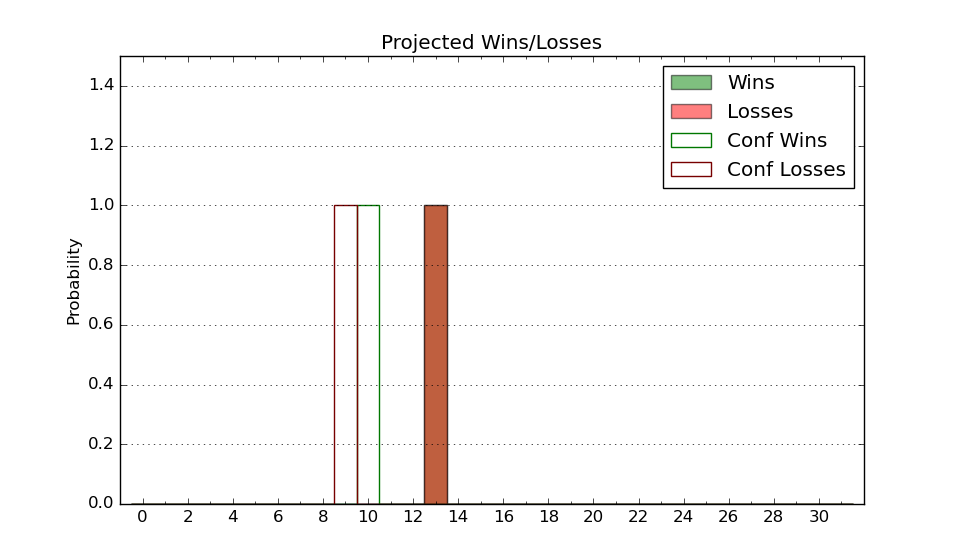 Projected Wins/Losses
Wins
Losses
Conf Wins
Conf Losses
Probability
1.4
1.2
1.0
0.8
0.6
0.4
0.2
0.0
0 2 4 6 8 10 12 14 16 18 20 22 24 26 28 30